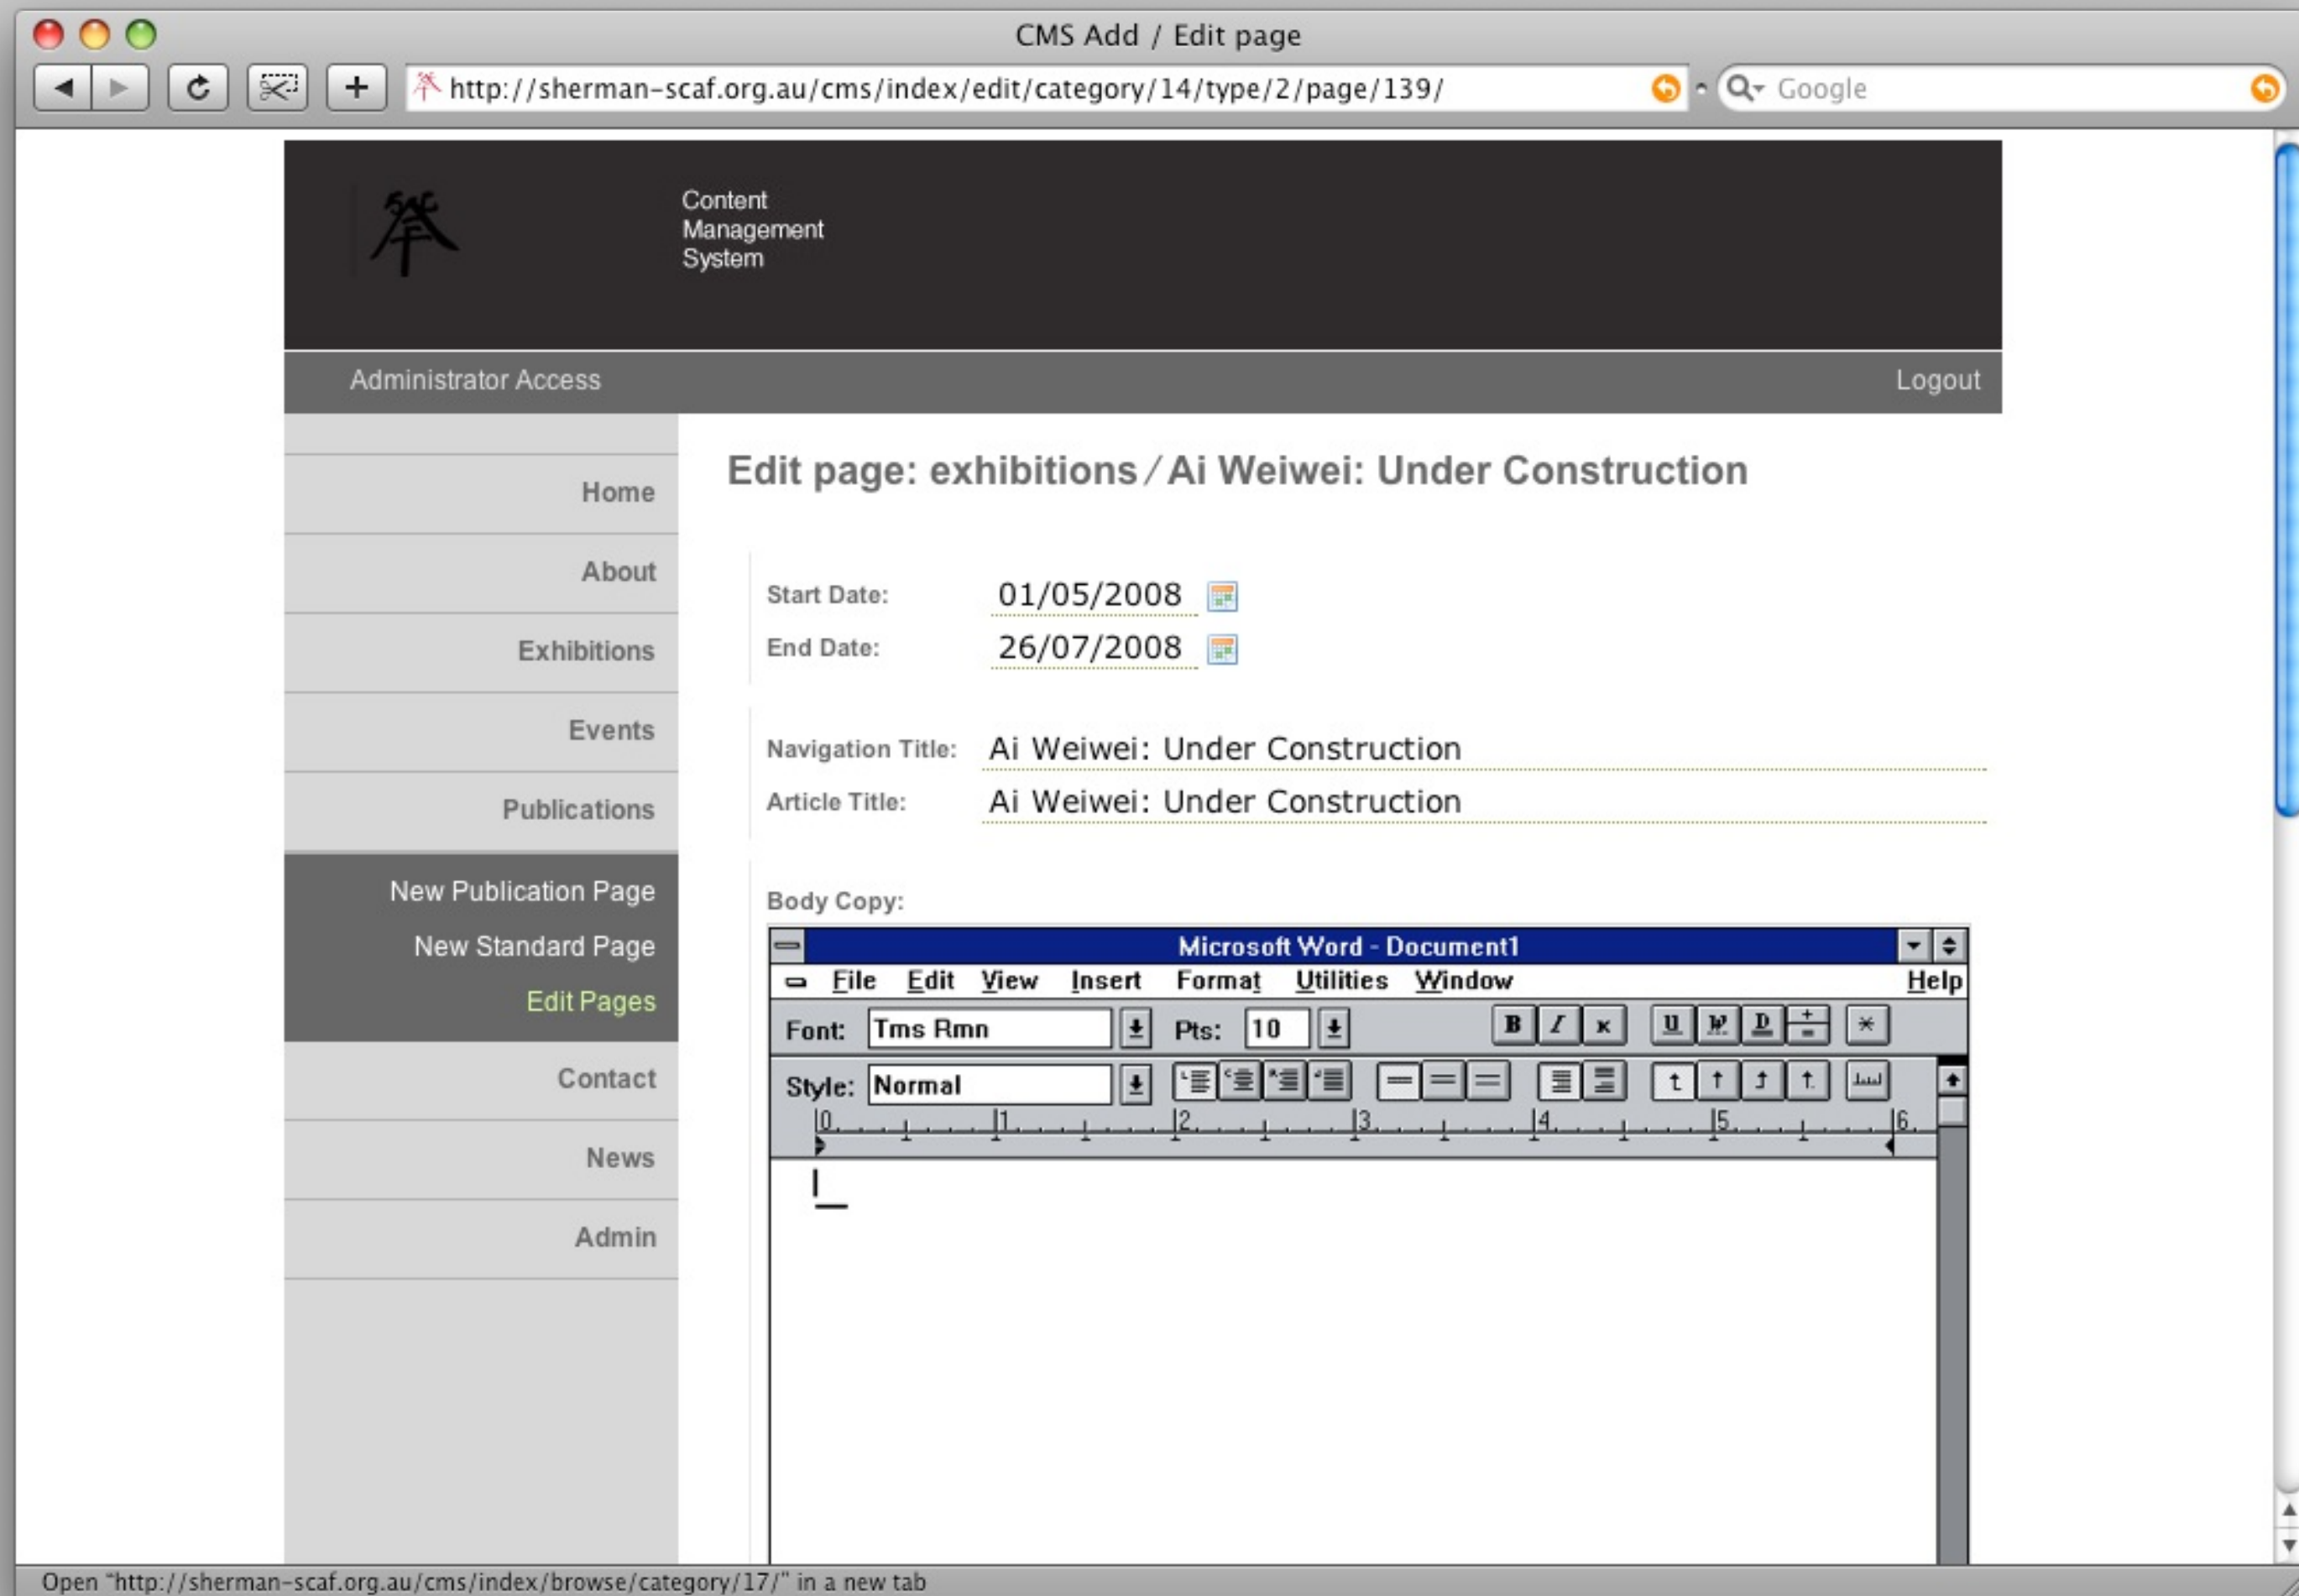 CMS Add / Edit page
http://sherman-scaf.org.au/cms/index/edit/category/14/type/2/page/139/
Google
Content
Management
System
Administrator Access
Logout
Home
About
Exhibitions
Events
Publications
New Publication Page
New Standard Page
Edit Pages
Contact
News
Admin
Edit page: exhibitions / Ai Weiwei: Under Construction
Start Date: 01/05/2008
End Date: 26/07/2008
Navigation Title: Ai Weiwei: Under Construction
Article Title: Ai Weiwei: Under Construction
Body Copy:
Microsoft Word - Document1
File Edit View Insert Format Utilities Window Help
Font: Tms Rmn Pts: 10 B I K U W D
Style: Normal
0 1 2 3 4 5 6
Open "http://sherman-scaf.org.au/cms/index/browse/category/17/" in a new tab